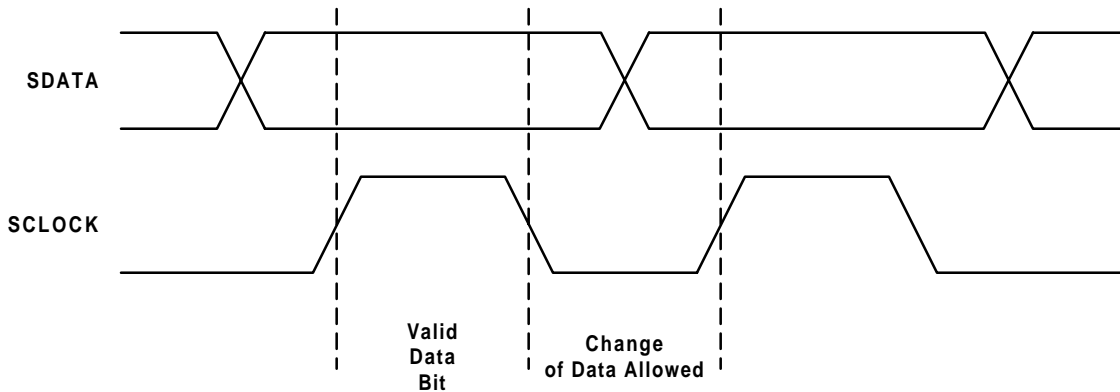 SDATA
SCLOCK
Valid
Data
Bit
Change
of Data Allowed